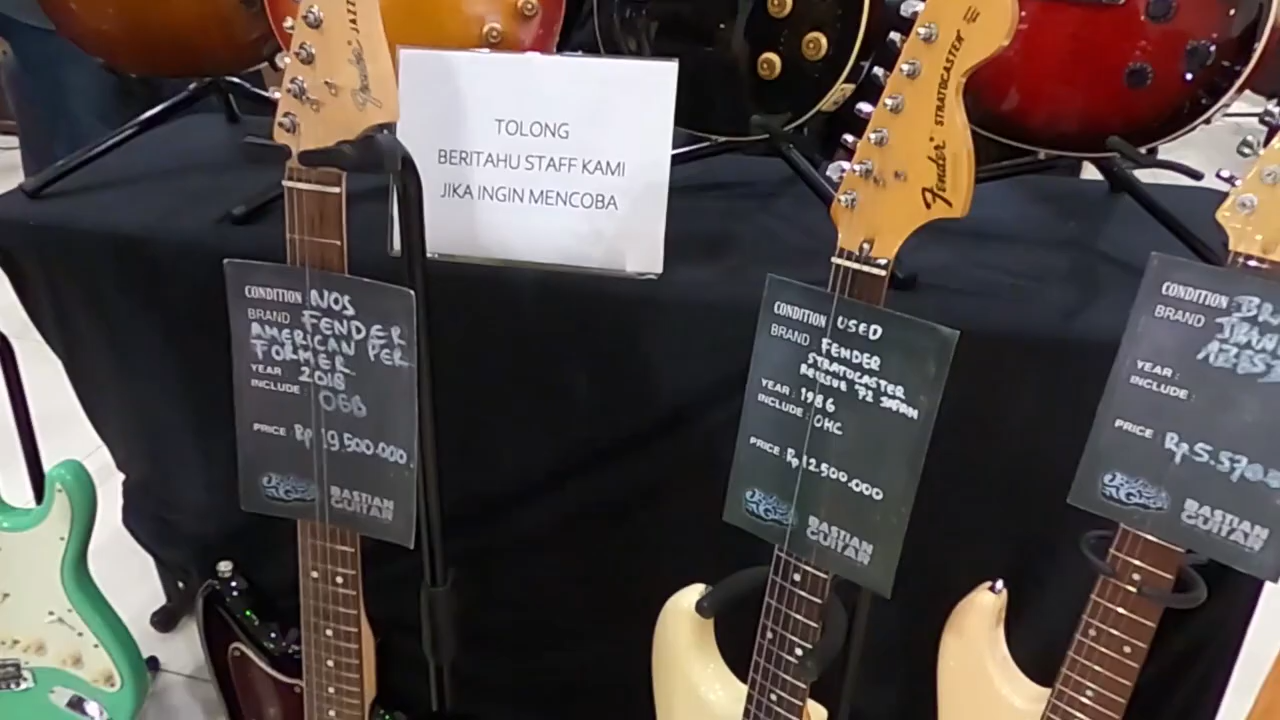 Fender JAZZ
TOLONG
BERITAHU STAFF KAMI
JIKA INGIN MENCOBA
Fender STRATOCASTER
CONDITION NOS
BRAND FENDER
AMERICAN PER
FORMER
YEAR 2018
INCLUDE : OGB
PRICE : Rp 19.500.000
BASTIAN
GUITAR
CONDITION USED
BRAND FENDER
STRATOCASTER
REISSUE '72 JAPAN
YEAR : 1986
INCLUDE : OHC
PRICE : Rp 12.500.000
BASTIAN
GUITAR
CONDITION
BRAND
YEAR :
INCLUDE :
PRICE : Rp 5.570
BASTIAN
GUITAR